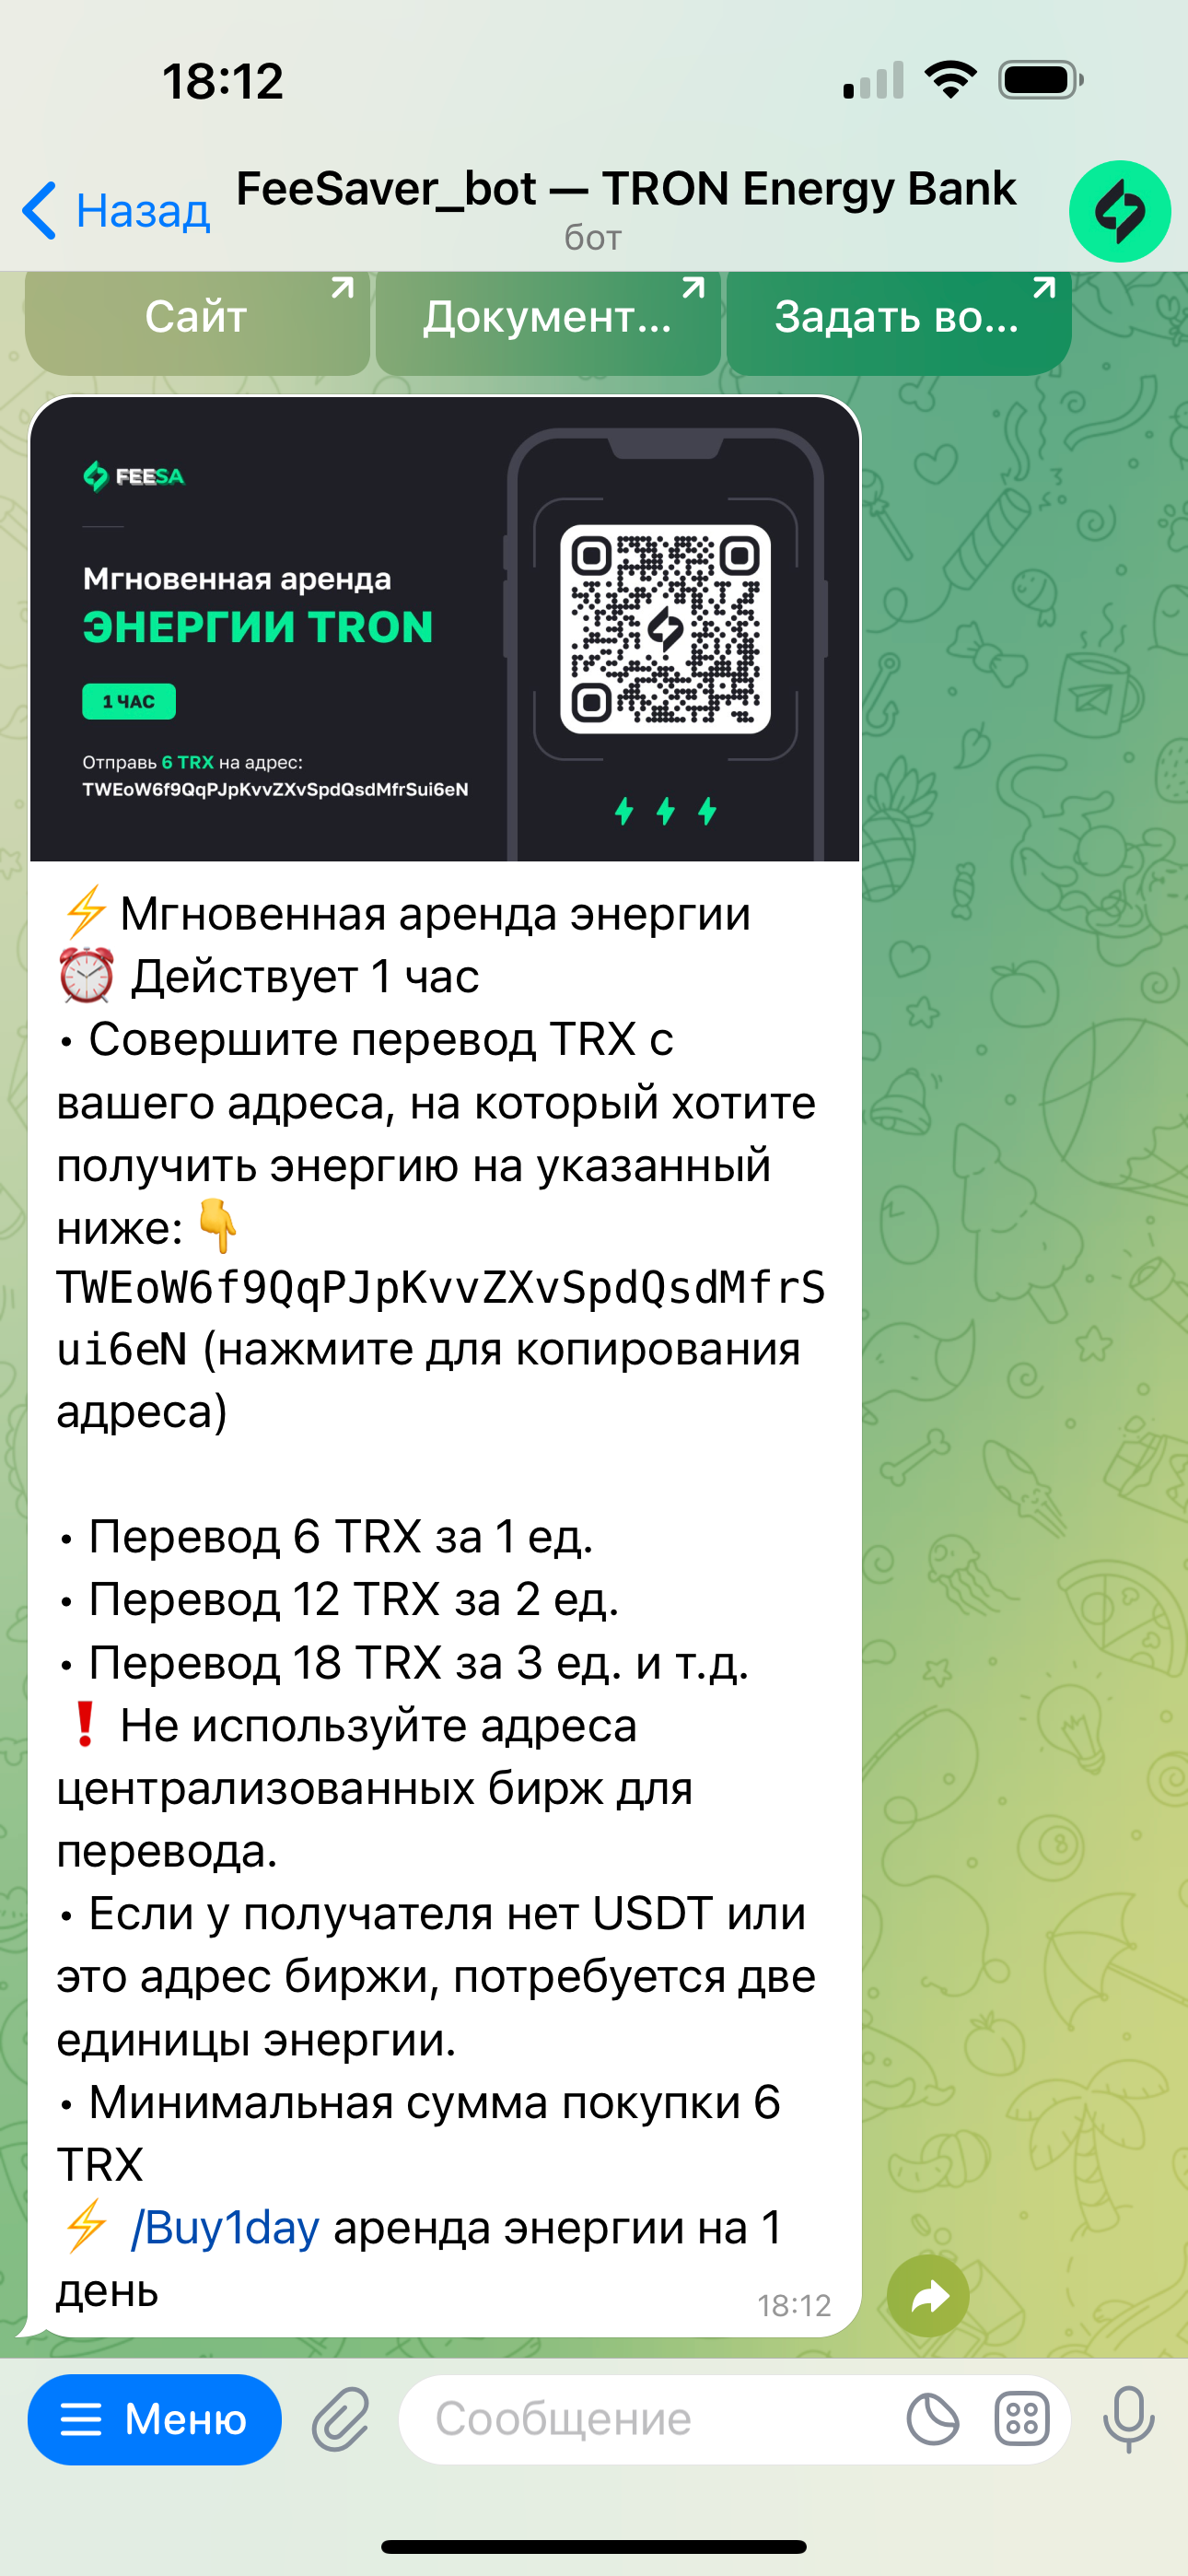 18:12
Назад
FeeSaver_bot — TRON Energy Bank
бот
Сайт
Документ...
Задать во...
FEESA
Мгновенная аренда
ЭНЕРГИИ TRON
1 ЧАС
Отправь 6 TRX на адрес:
TWEoW6f9QqPJpKvvZXvSpdQsdMfrSui6eN
⚡Мгновенная аренда энергии
⏰ Действует 1 час
• Совершите перевод TRX с
вашего адреса, на который хотите
получить энергию на указанный
ниже: 👇
TWEoW6f9QqPJpKvvZXvSpdQsdMfrS
ui6eN (нажмите для копирования
адреса)
• Перевод 6 TRX за 1 ед.
• Перевод 12 TRX за 2 ед.
• Перевод 18 TRX за 3 ед. и т.д.
❗ Не используйте адреса
централизованных бирж для
перевода.
• Если у получателя нет USDT или
это адрес биржи, потребуется две
единицы энергии.
• Минимальная сумма покупки 6
TRX
⚡ /Buy1day аренда энергии на 1
день
18:12
Меню
Сообщение